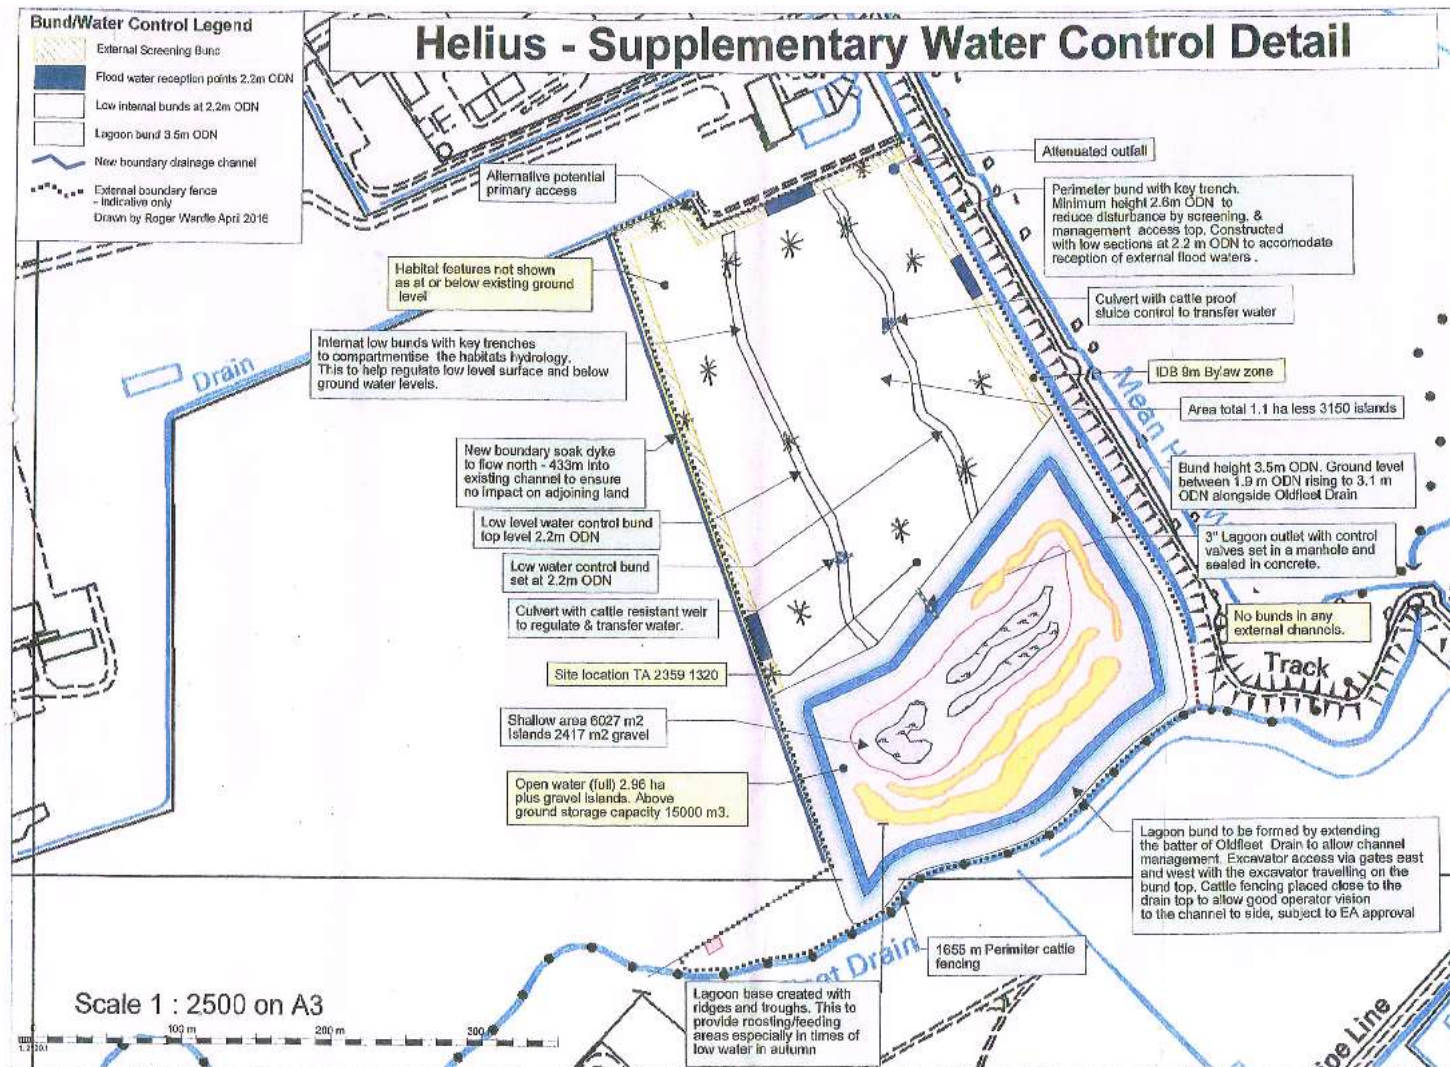 Helius - Supplementary Water Control Detail
Bund/Water Control Legend
External Screening Bund
Flood water reception points 2.2m ODN
Low internal bunds at 2.2m ODN
Lagoon bund 3.5m ODN
New boundary drainage channel
External boundary fence
- indicative only
Drawn by Roger Wardle April 2016
Alternative potential
primary access
Attenuated outfall
Perimeter bund with key trench.
Minimum height 2.6m ODN to
reduce disturbance by screening, &
management access top. Constructed
with low sections at 2.2 m ODN to accomodate
reception of external flood waters .
Habitat features not shown
as at or below existing ground
level
Culvert with cattle proof
sluice control to transfer water
Internal low bunds with key trenches
to compartmentise the habitats hydrology.
This to help regulate low level surface and below
ground water levels.
Drain
IDB 9m Bylaw zone
Mean H
Area total 1.1 ha less 3150 islands
New boundary soak dyke
to flow north - 433m into
existing channel to ensure
no impact on adjoining land
Bund height 3.5m ODN. Ground level
between 1.9 m ODN rising to 3.1 m
ODN alongside Oldfleet Drain
Low level water control bund
top level 2.2m ODN
3" Lagoon outlet with control
valves set in a manhole and
sealed in concrete.
Low water control bund
set at 2.2m ODN
Culvert with cattle resistant weir
to regulate & transfer water.
No bunds in any
external channels.
Track
Site location TA 2359 1320
Shallow area 6027 m2
Islands 2417 m2 gravel
Open water (full) 2.96 ha
plus gravel islands. Above
ground storage capacity 15000 m3.
Lagoon bund to be formed by extending
the batter of Oldfleet Drain to allow channel
management. Excavator access via gates east
and west with the excavator travelling on the
bund top. Cattle fencing placed close to the
drain top to allow good operator vision
to the channel to side, subject to EA approval
1655 m Perimiter cattle
fencing
eet Drain
Lagoon base created with
ridges and troughs. This to
provide roosting/feeding
areas especially in times of
low water in autumn
Scale 1 : 2500 on A3
0 100 m 200 m 300
ipe Line